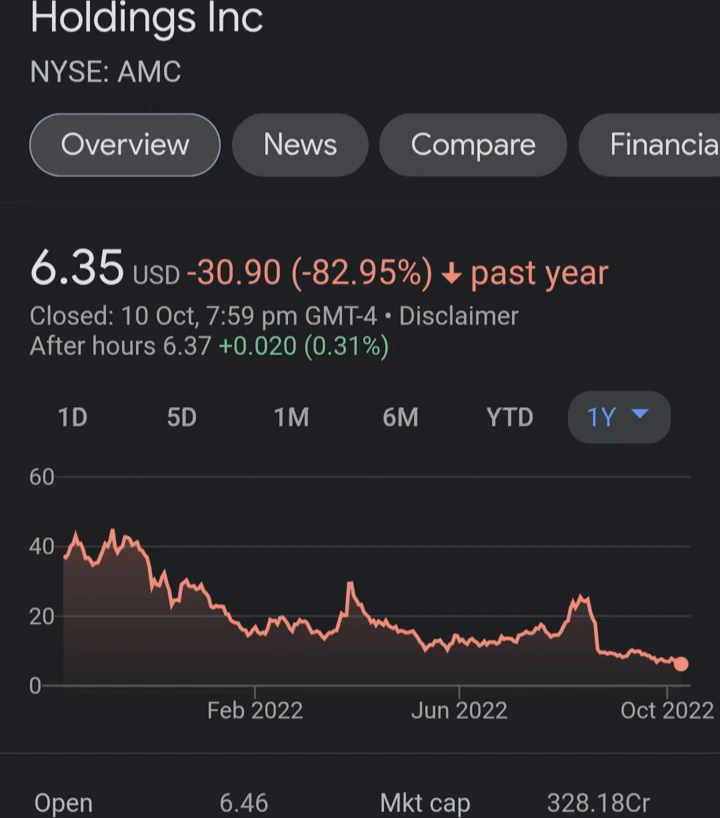 Holdings Inc
NYSE: AMC
Overview News Compare Financia
6.35 USD -30.90 (-82.95%) ↓ past year
Closed: 10 Oct, 7:59 pm GMT-4 • Disclaimer
After hours 6.37 +0.020 (0.31%)
1D 5D 1M 6M YTD 1Y
60
40
20
0
Feb 2022 Jun 2022 Oct 2022
Open 6.46 Mkt cap 328.18Cr